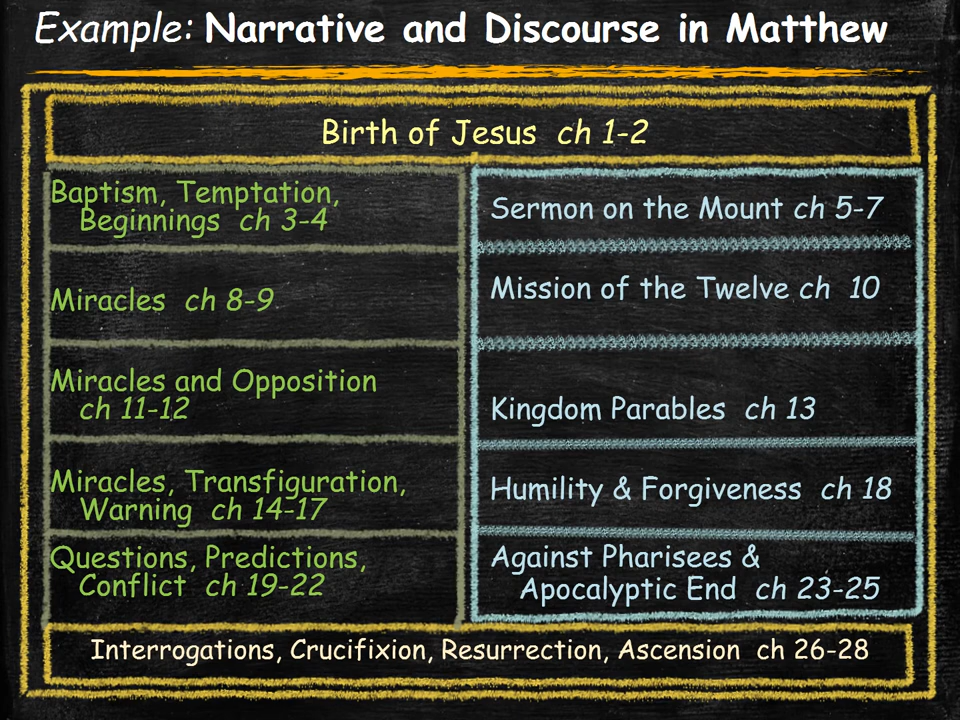 Example: Narrative and Discourse in Matthew
Birth of Jesus ch 1-2
Baptism, Temptation,
Beginnings ch 3-4
Sermon on the Mount ch 5-7
Miracles ch 8-9
Mission of the Twelve ch 10
Miracles and Opposition
ch 11-12
Kingdom Parables ch 13
Miracles, Transfiguration,
Warning ch 14-17
Humility & Forgiveness ch 18
Questions, Predictions,
Conflict ch 19-22
Against Pharisees &
Apocalyptic End ch 23-25
Interrogations, Crucifixion, Resurrection, Ascension ch 26-28